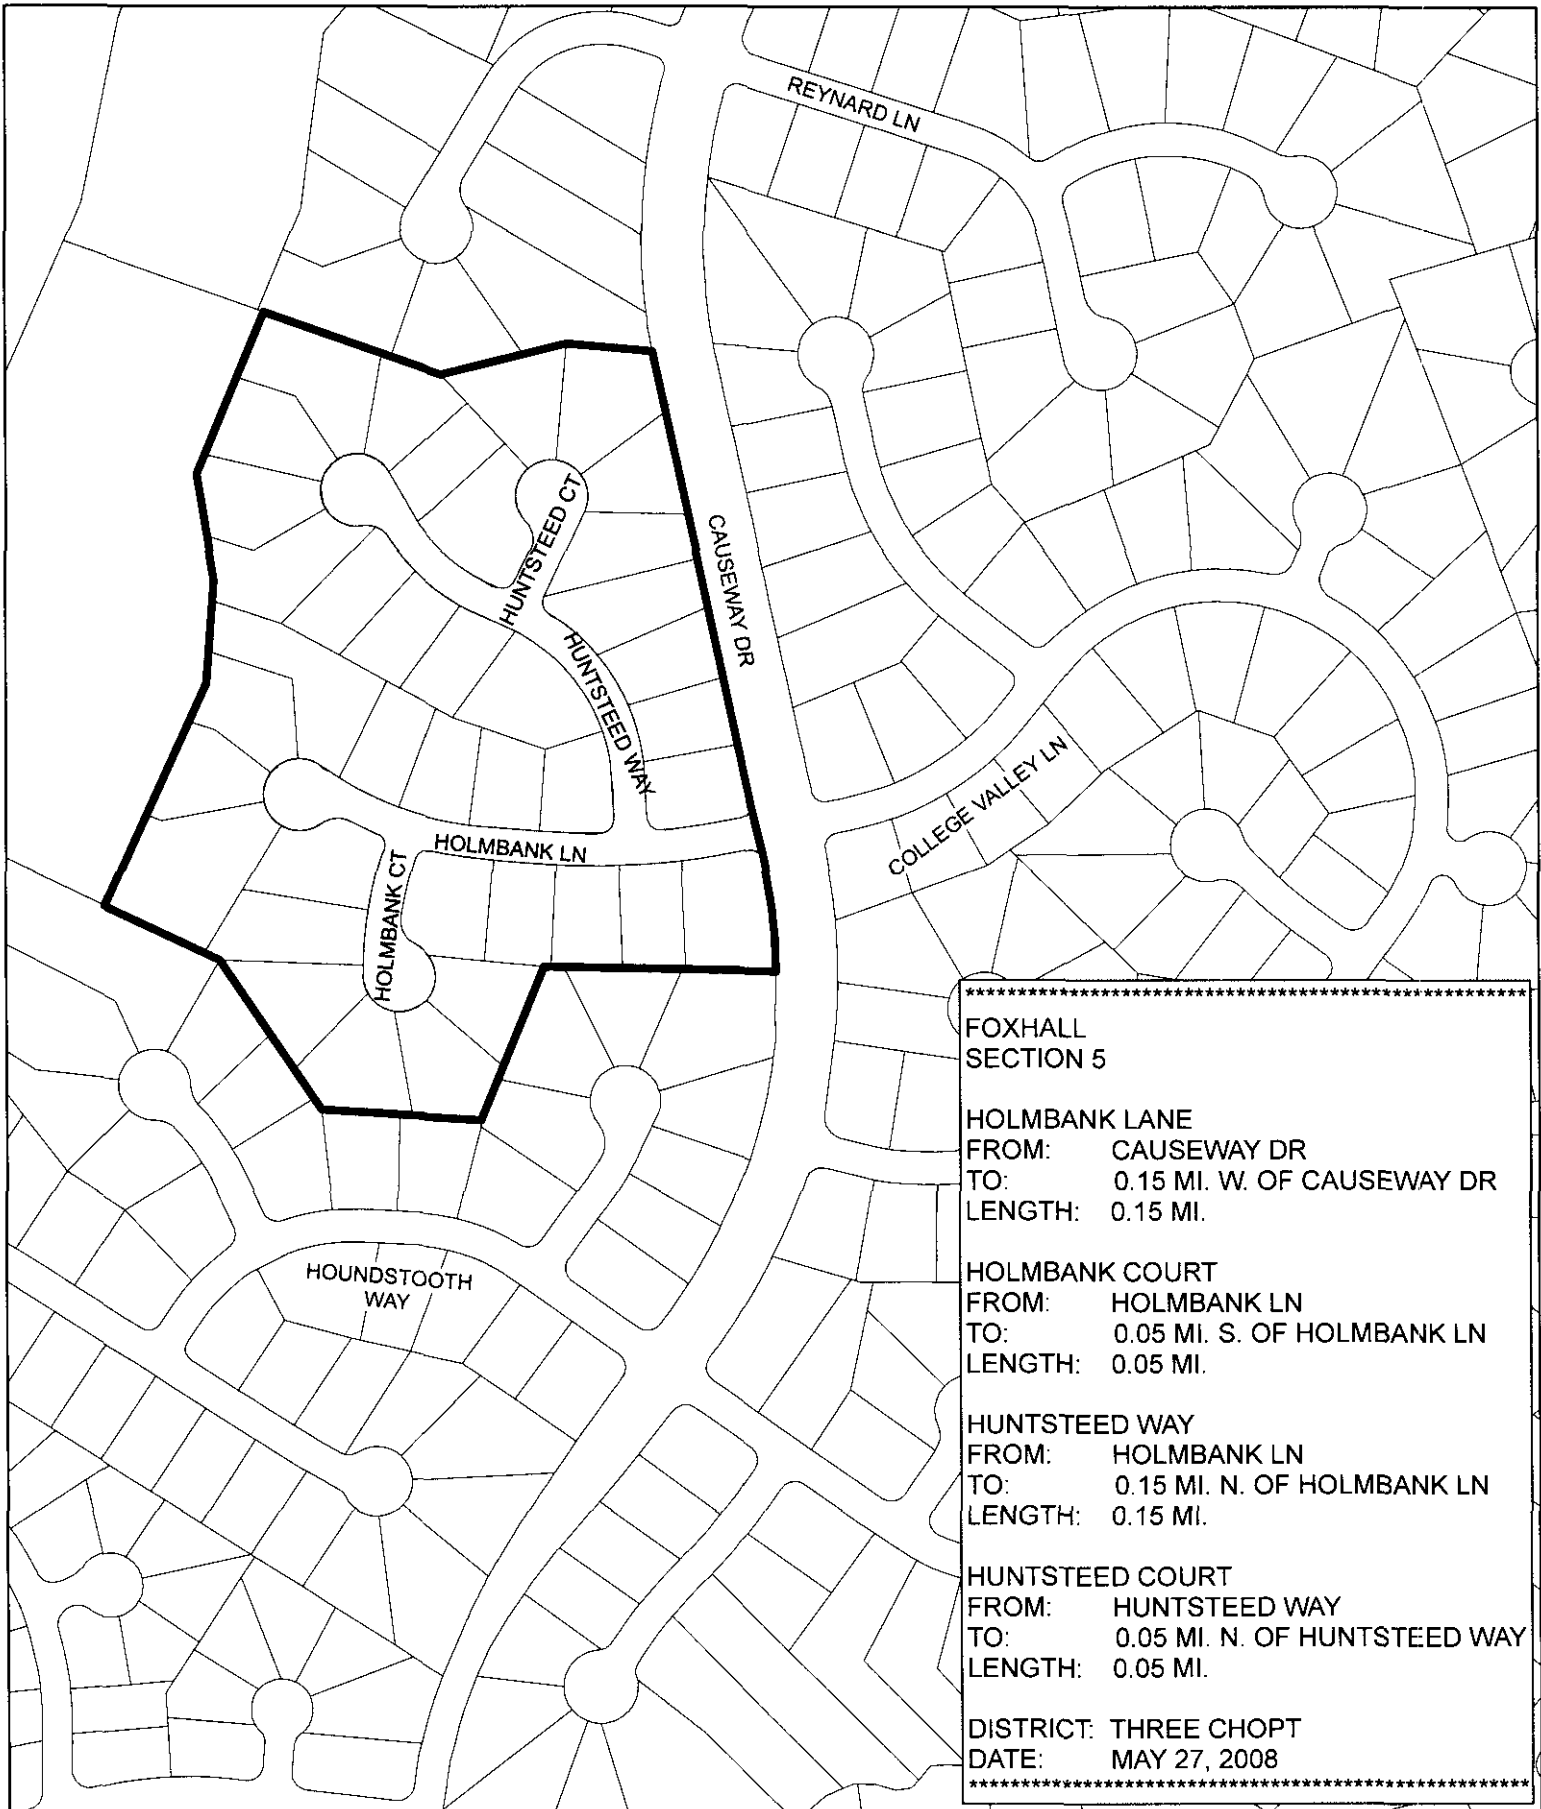 REYNARD LN
HUNTSTEED CT
CAUSEWAY DR
HUNTSTEED WAY
COLLEGE VALLEY LN
HOLMBANK LN
HOLMBANK CT
HOUNDSTOOTH
WAY
************************************************************
FOXHALL
SECTION 5
HOLMBANK LANE
FROM: CAUSEWAY DR
TO: 0.15 MI. W. OF CAUSEWAY DR
LENGTH: 0.15 MI.
HOLMBANK COURT
FROM: HOLMBANK LN
TO: 0.05 MI. S. OF HOLMBANK LN
LENGTH: 0.05 MI.
HUNTSTEED WAY
FROM: HOLMBANK LN
TO: 0.15 MI. N. OF HOLMBANK LN
LENGTH: 0.15 MI.
HUNTSTEED COURT
FROM: HUNTSTEED WAY
TO: 0.05 MI. N. OF HUNTSTEED WAY
LENGTH: 0.05 MI.
DISTRICT: THREE CHOPT
DATE: MAY 27, 2008
************************************************************